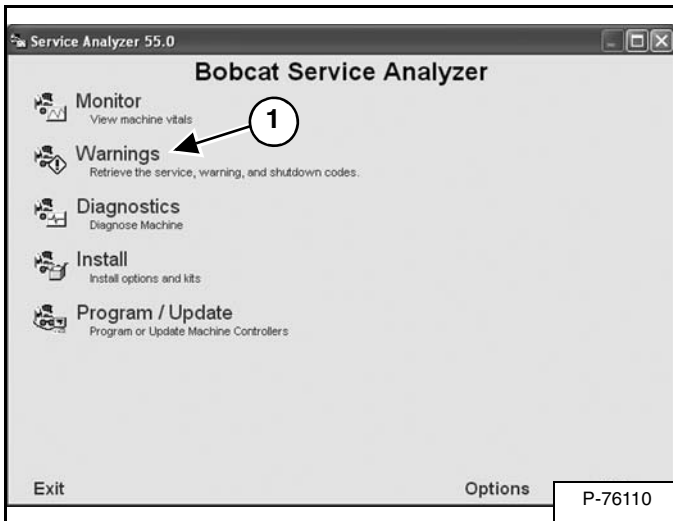 Service Analyzer 55.0
Bobcat Service Analyzer
Monitor
View machine vitals
1
Warnings
Retrieve the service, warning, and shutdown codes.
Diagnostics
Diagnose Machine
Install
Install options and kits
Program / Update
Program or Update Machine Controllers
Exit
Options
P-76110